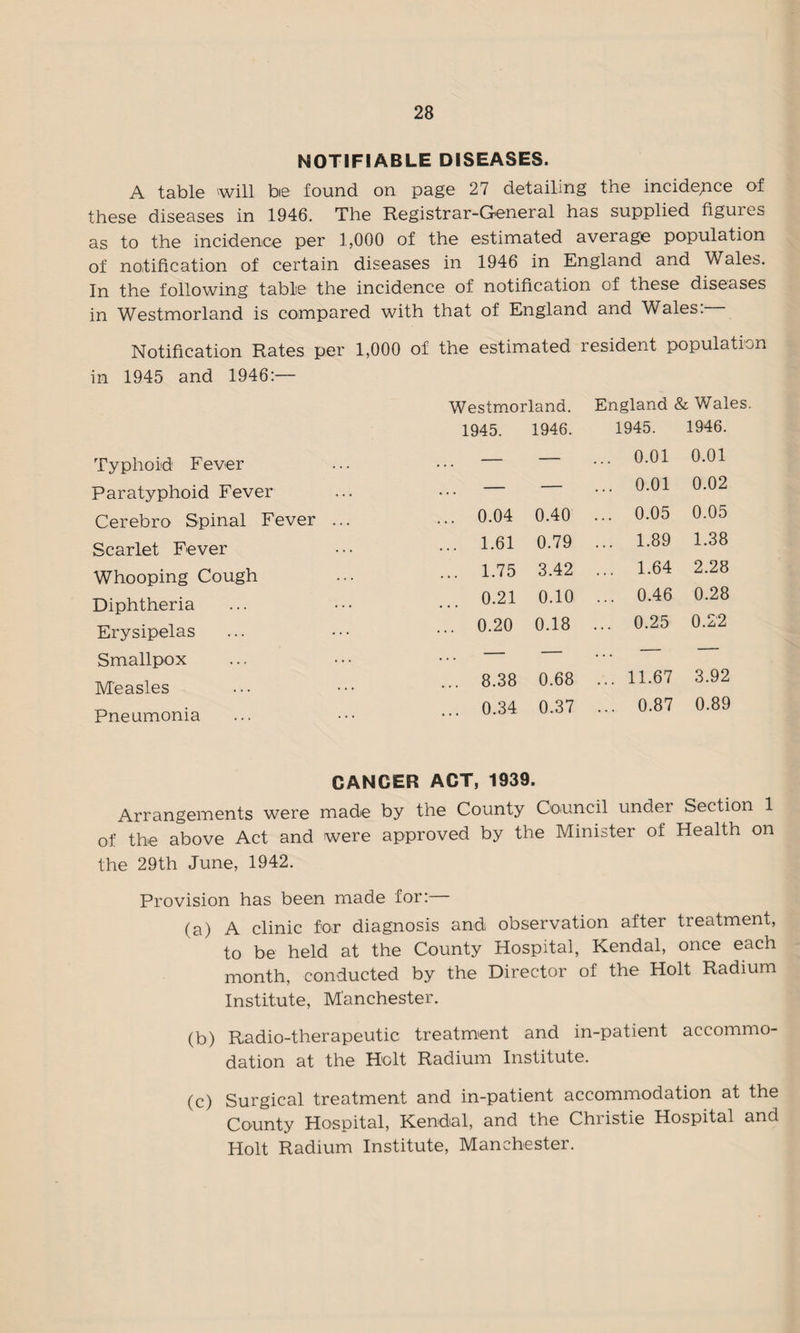 28
NOTIFIABLE DISEASES.
A table will be found on page 27 detailing the incidence of
these diseases in 1946. The Registrar-General has supplied figures
as to the incidence per 1,000 of the estimated average population
of notification of certain diseases in 1946 in England and Wales.
In the following table the incidence of notification of these diseases
in Westmorland is compared with that of England and Wales:—
Notification Rates per 1,000 of the estimated resident population
in 1945 and 1946:—
Westmorland. England & Wales.
1945. 1946. 1945. 1946.
Typhoid Fever ... ... — — ... 0.01 0.01
Paratyphoid Fever ... ... — — ... 0.01 0.02
Cerebro Spinal Fever ... ... 0.04 0.40 ... 0.05 0.05
Scarlet Fever ... ... 1.61 0.79 ... 1.89 1.38
Whooping Cough ... ... 1.75 3.42 ... 1.64 2.28
Diphtheria ... ... ... 0.21 0.10 ... 0.46 0.28
Erysipelas ... ... ... 0.20 0.18 ... 0.25 0.22
Smallpox ... ... ... — — ... — —
Measles ... ... ... 8.38 0.68 ... 11.67 3.92
Pneumonia ... ... ... 0.34 0.37 ... 0.87 0.89
CANCER ACT, 1939.
Arrangements were made by the County Council under Section 1
of the above Act and were approved by the Minister of Health on
the 29th June, 1942.
Provision has been made for:—
(a) A clinic for diagnosis and observation after treatment,
to be held at the County Hospital, Kendal, once each
month, conducted by the Director of the Holt Radium
Institute, Manchester.
(b) Radio-therapeutic treatment and in-patient accommo-
dation at the Holt Radium Institute.
(c) Surgical treatment and in-patient accommodation at the
County Hospital, Kendal, and the Christie Hospital and
Holt Radium Institute, Manchester.